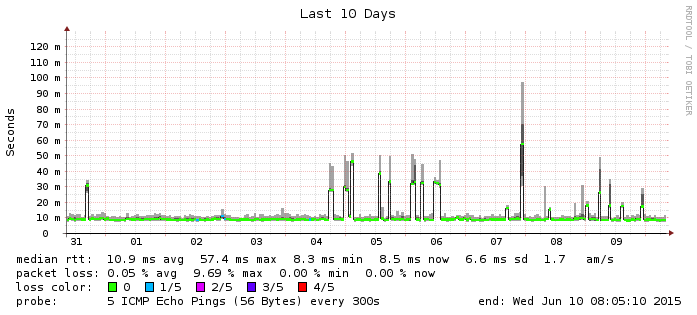 Last 10 Days
RRDTOOL / TOBI OETIKER
Seconds
120 m
110 m
100 m
90 m
80 m
70 m
60 m
50 m
40 m
30 m
20 m
10 m
0
31 01 02 03 04 05 06 07 08 09
median rtt: 10.9 ms avg 57.4 ms max 8.3 ms min 8.5 ms now 6.6 ms sd 1.7 am/s
packet loss: 0.05 % avg 9.69 % max 0.00 % min 0.00 % now
loss color: 0 1/5 2/5 3/5 4/5
probe: 5 ICMP Echo Pings (56 Bytes) every 300s end: Wed Jun 10 08:05:10 2015